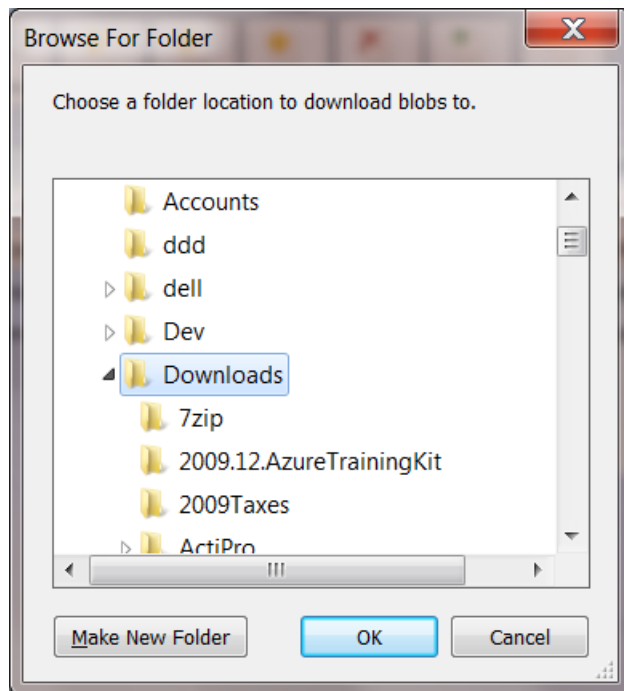 Browse For Folder
Choose a folder location to download blobs to.
Accounts
ddd
dell
Dev
Downloads
7zip
2009.12.AzureTrainingKit
2009Taxes
ActiPro
Make New Folder
OK
Cancel